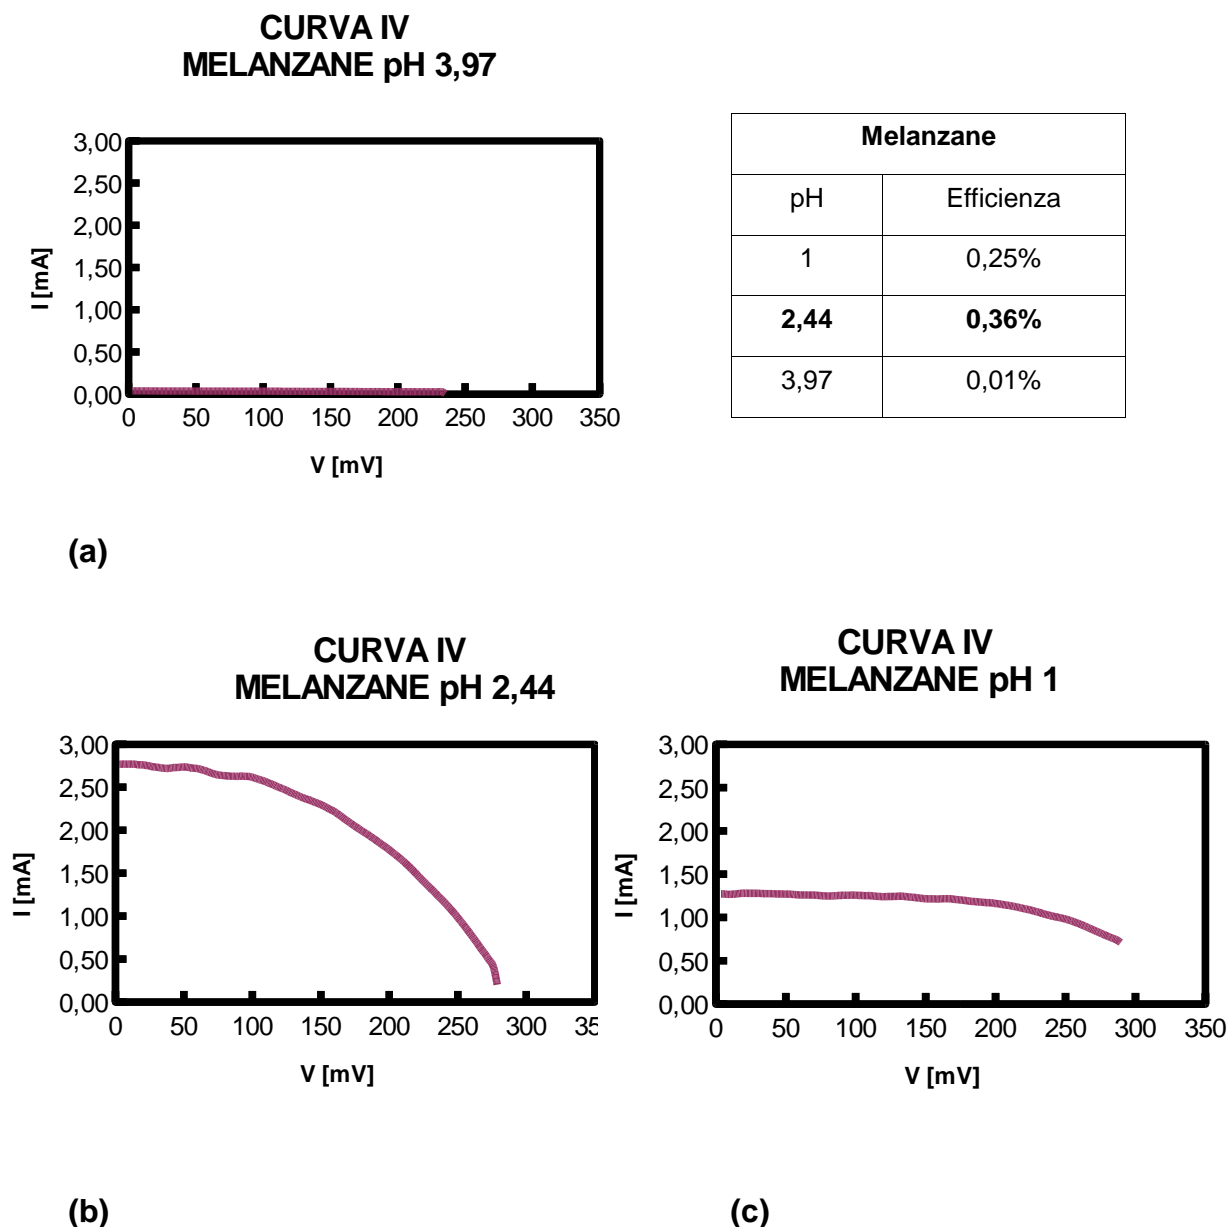 CURVA IV
MELANZANE pH 3,97
3,00
2,50
2,00
1,50
1,00
0,50
0,00
I [mA]
0 50 100 150 200 250 300 350
V [mV]
(a)
Melanzane
pH Efficienza
1 0,25%
2,44 0,36%
3,97 0,01%
CURVA IV
MELANZANE pH 2,44
3,00
2,50
2,00
1,50
1,00
0,50
0,00
I [mA]
0 50 100 150 200 250 300 35
V [mV]
(b)
CURVA IV
MELANZANE pH 1
3,00
2,50
2,00
1,50
1,00
0,50
0,00
I [mA]
0 50 100 150 200 250 300 350
V [mV]
(c)